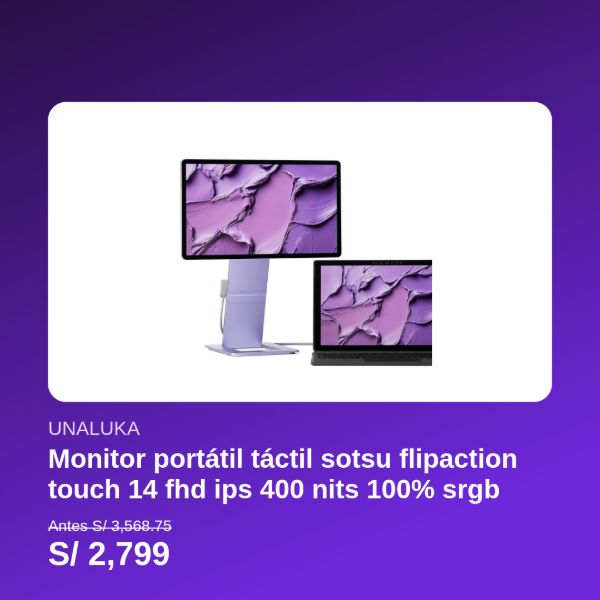 UNALUKA
Monitor portátil táctil sotsu flipaction
touch 14 fhd ips 400 nits 100% srgb
Antes S/ 3,568.75
S/ 2,799